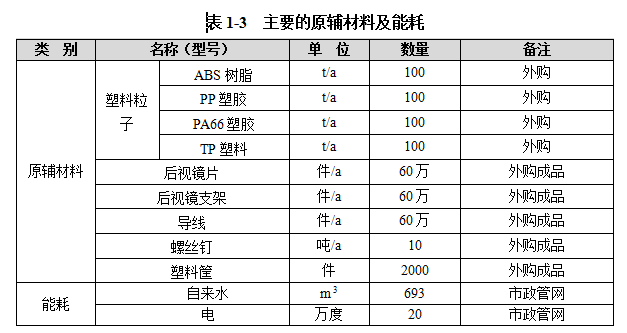 表 1-3 主要的原辅材料及能耗
类 别 名称（型号） 单 位 数量 备注
原辅材料 塑料粒子 ABS 树脂 t/a 100 外购
PP 塑胶 t/a 100 外购
PA66 塑胶 t/a 100 外购
TP 塑料 t/a 100 外购
后视镜片 件/a 60 万 外购成品
后视镜支架 件/a 60 万 外购成品
导线 件/a 60 万 外购成品
螺丝钉 吨/a 10 外购成品
塑料筐 件 2000 外购成品
能耗 自来水 m³ 693 市政管网
电 万度 20 市政管网